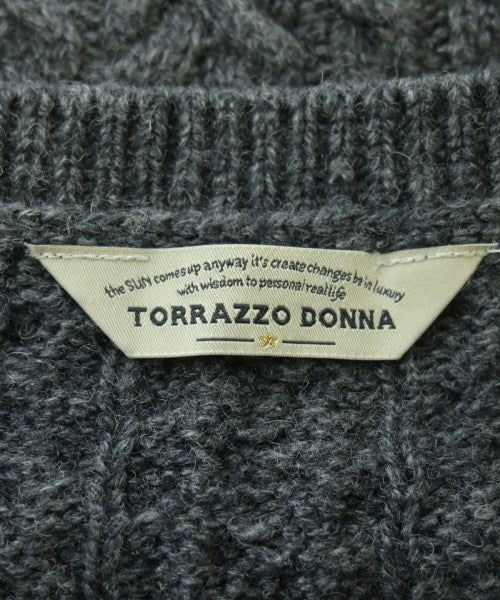 the SUN comes up anyway it's create changes be in luxury
with wisdom to personal real life
TORRAZZO DONNA